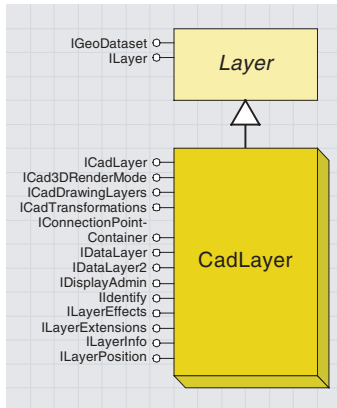 IGeoDataset
ILayer
Layer
ICadLayer
ICad3DRenderMode
ICadDrawingLayers
ICadTransformations
IConnectionPoint-
Container
IDataLayer
IDataLayer2
IDisplayAdmin
IIdentify
ILayerEffects
ILayerExtensions
ILayerInfo
ILayerPosition
CadLayer